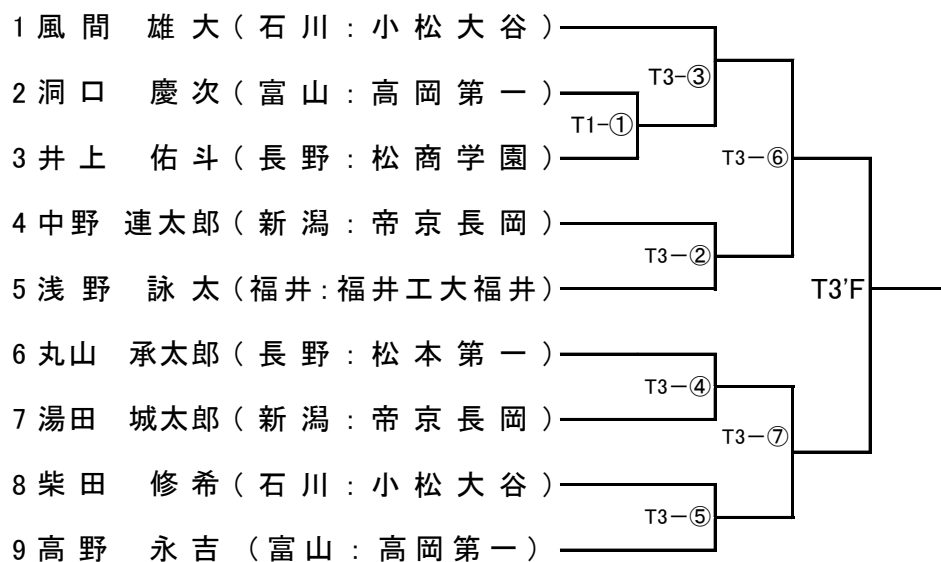 1 風間 雄大 ( 石川 : 小松大谷 )
T3-③
2 洞口 慶次 ( 富山 : 高岡第一 )
T1-①
3 井上 佑斗 ( 長野 : 松商学園 )
T3-⑥
4 中野 連太郎 ( 新潟 : 帝京長岡 )
T3-②
5 浅野 詠太 (福井:福井工大福井)
T3'F
6 丸山 承太郎 ( 長野 : 松本第一 )
T3-④
7 湯田 城太郎 ( 新潟 : 帝京長岡 )
T3-⑦
8 柴田 修希 ( 石川 : 小松大谷 )
T3-⑤
9 高野 永吉 ( 富山 : 高岡第一 )